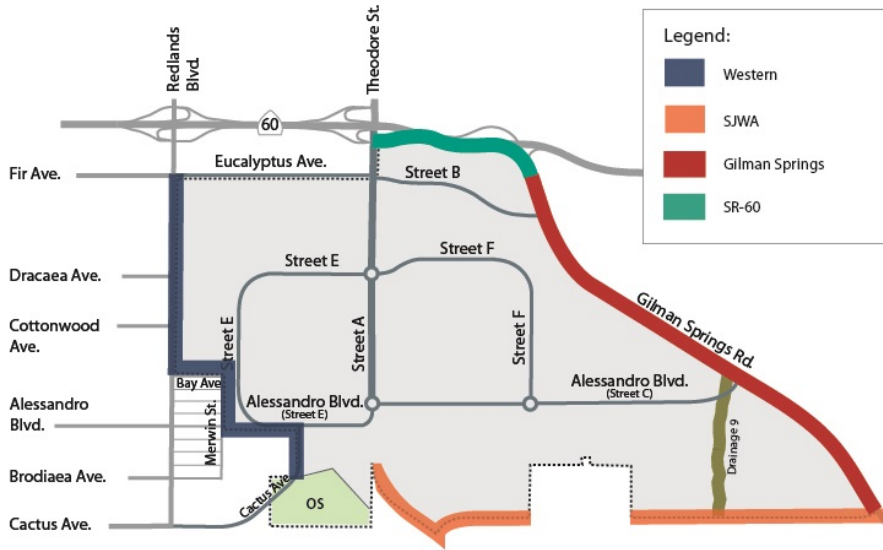 Redlands
Blvd.
Theodore St.
Legend:
Western
SJWA
Gilman Springs
SR-60
60
Eucalyptus Ave.
Fir Ave.
Street B
Street E
Street F
Dracaea Ave.
Gilman Springs Rd.
Cottonwood
Ave.
Street E
Street A
Street F
Bay Ave
Alessandro Blvd.
(Street E)
Alessandro Blvd.
(Street C)
Alessandro
Blvd.
Merwin St.
Drainage 9
Brodiaea Ave.
Cactus Ave
OS
Cactus Ave.